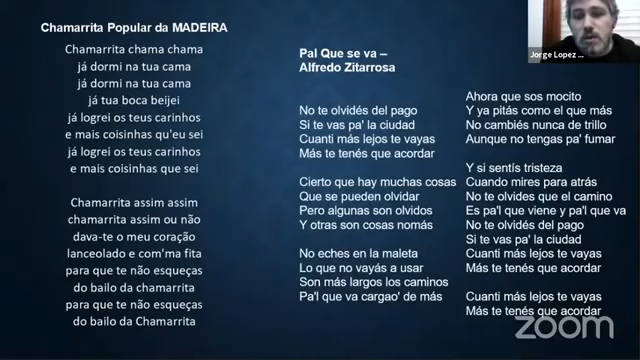 Chamarrita Popular da MADEIRA
Chamarrita chama chama
já dormi na tua cama
já dormi na tua cama
já tua boca beijei
já logrei os teus carinhos
e mais coisinhas qu'eu sei
já logrei os teus carinhos
e mais coisinhas que sei
Chamarrita assim assim
chamarrita assim ou não
dava-te o meu coração
lanceolado e com'ma fita
para que te não esqueças
do bailo da chamarrita
para que te não esqueças
do bailo da Chamarrita
Pal Que se va –
Alfredo Zitarrosa
No te olvidés del pago
Si te vas pa' la ciudad
Cuanti más lejos te vayas
Más te tenés que acordar
Cierto que hay muchas cosas
Que se pueden olvidar
Pero algunas son olvidos
Y otras son cosas nomás
No eches en la maleta
Lo que no vayás a usar
Son más largos los caminos
Pa'l que va cargao' de más
Ahora que sos mocito
Y ya pitás como el que más
No cambiés nunca de trillo
Aunque no tengas pa' fumar
Y si sentís tristeza
Cuando mires para atrás
No te olvides que el camino
Es pa'l que viene y pa'l que va
No te olvidés del pago
Si te vas pa' la ciudad
Cuanti más lejos te vayas
Más te tenés que acordar
Cuanti más lejos te vayas
Más te tenés que acordar
Jorge Lopez ...
zoom